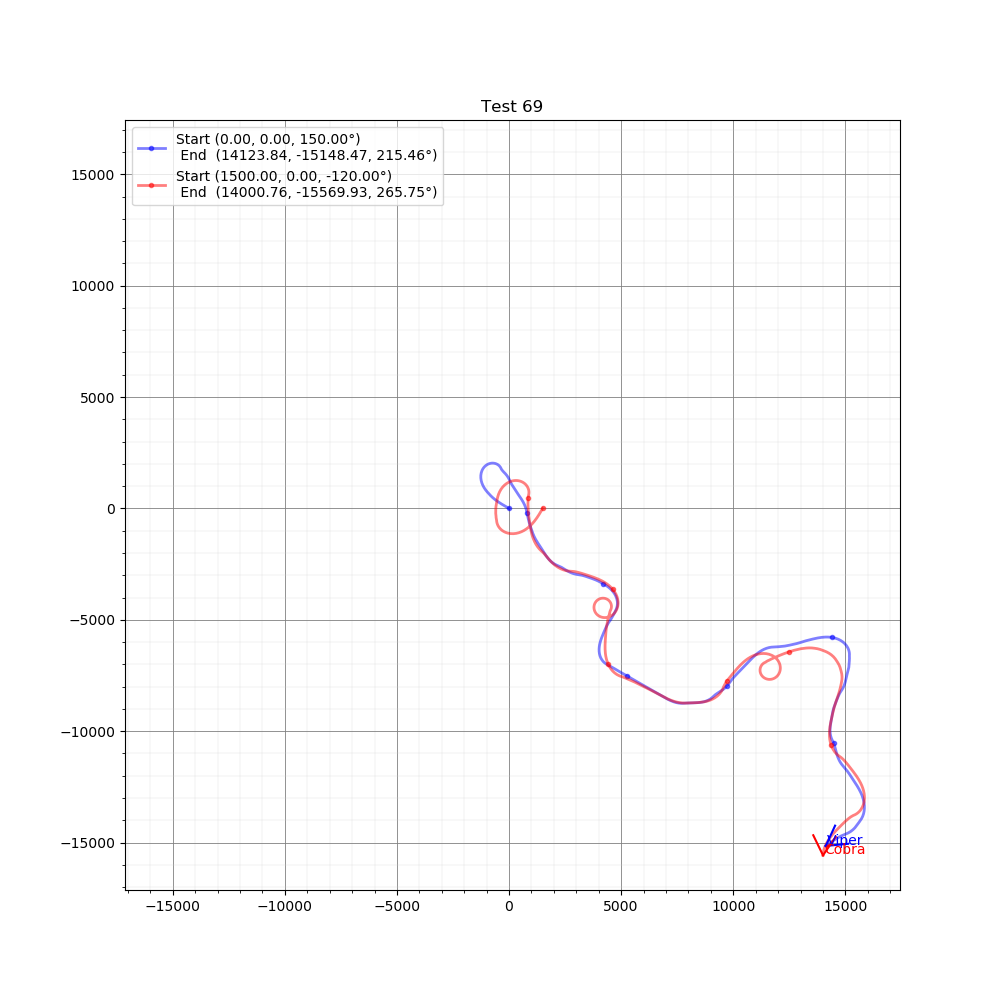 Test 69
Start (0.00, 0.00, 150.00°)
End (14123.84, -15148.47, 215.46°)
Start (1500.00, 0.00, -120.00°)
End (14000.76, -15569.93, 265.75°)
15000
10000
5000
0
−5000
−10000
−15000
Viper
Cobra
−15000 −10000 −5000 0 5000 10000 15000